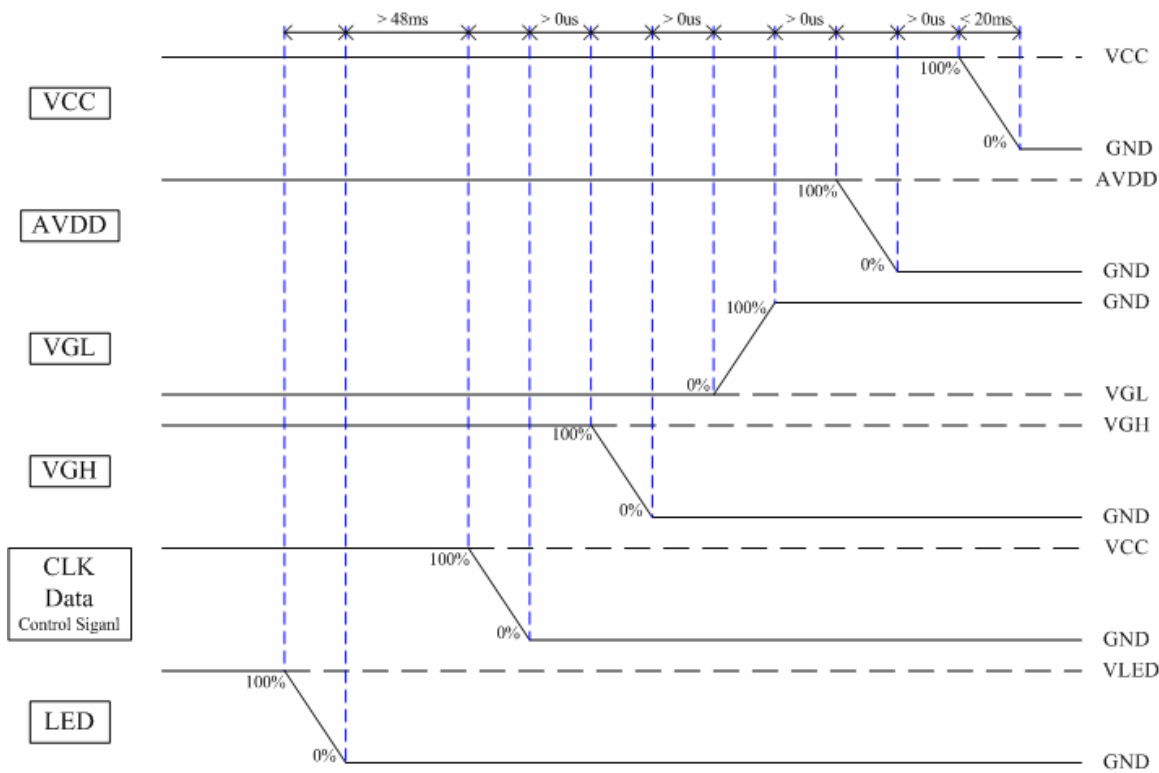 > 48ms > 0us > 0us > 0us > 0us < 20ms
VCC
100%
VCC
0%
GND
AVDD
100%
AVDD
0%
GND
GND
100%
VGL
0%
VGL
VGH
100%
VGH
0%
GND
VCC
100%
CLK
Data
Control Siganl
0%
GND
VLED
100%
LED
0%
GND